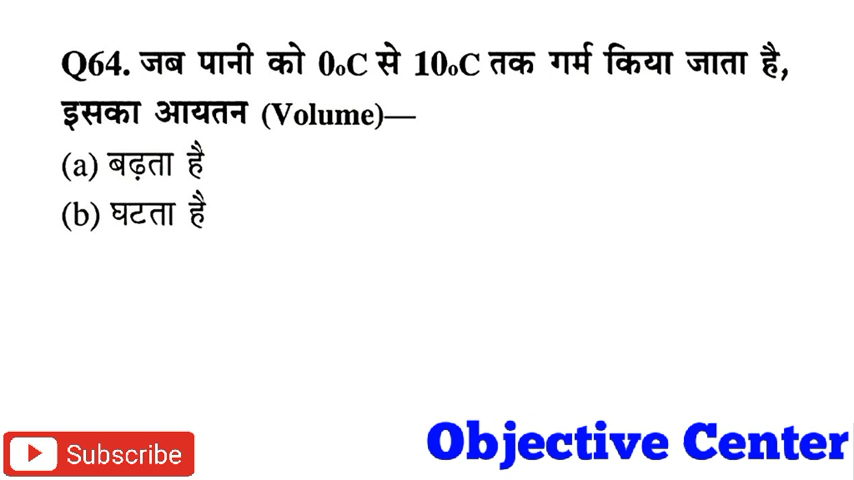 Q64. जब पानी को 0oC से 10oC तक गर्म किया जाता है,
इसका आयतन (Volume)—
(a) बढ़ता है
(b) घटता है
Subscribe
Objective Center